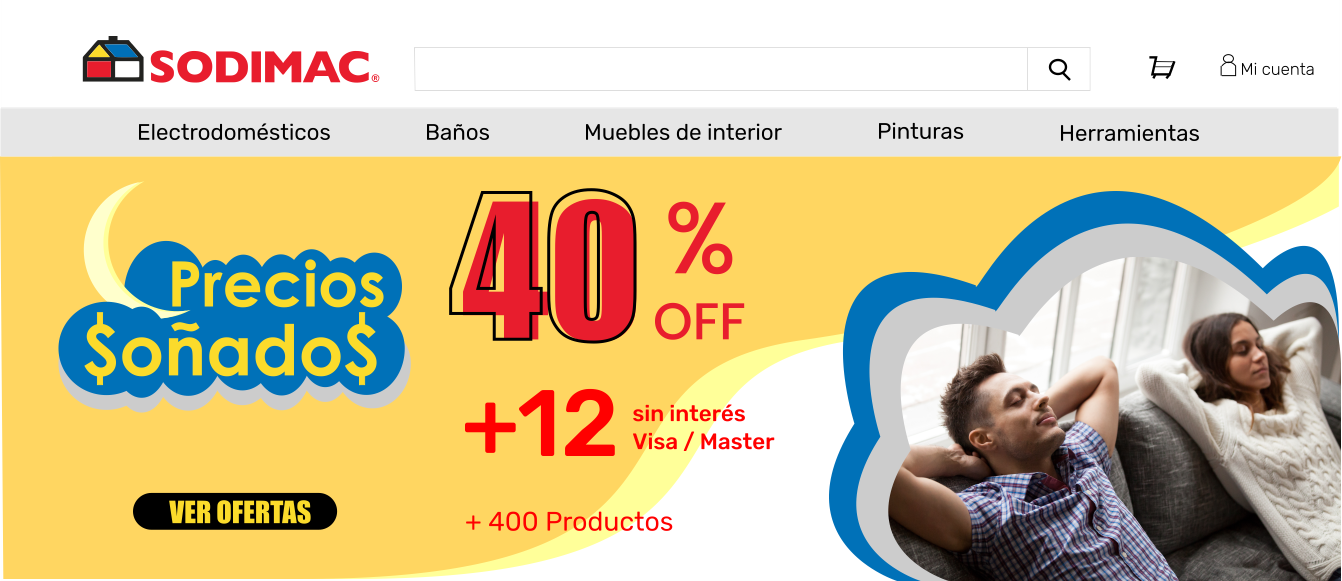 SODIMAC®
Mi cuenta
Electrodomésticos
Baños
Muebles de interior
Pinturas
Herramientas
Precios
$oñado$
40 %
OFF
+12
sin interés
Visa / Master
VER OFERTAS
+ 400 Productos